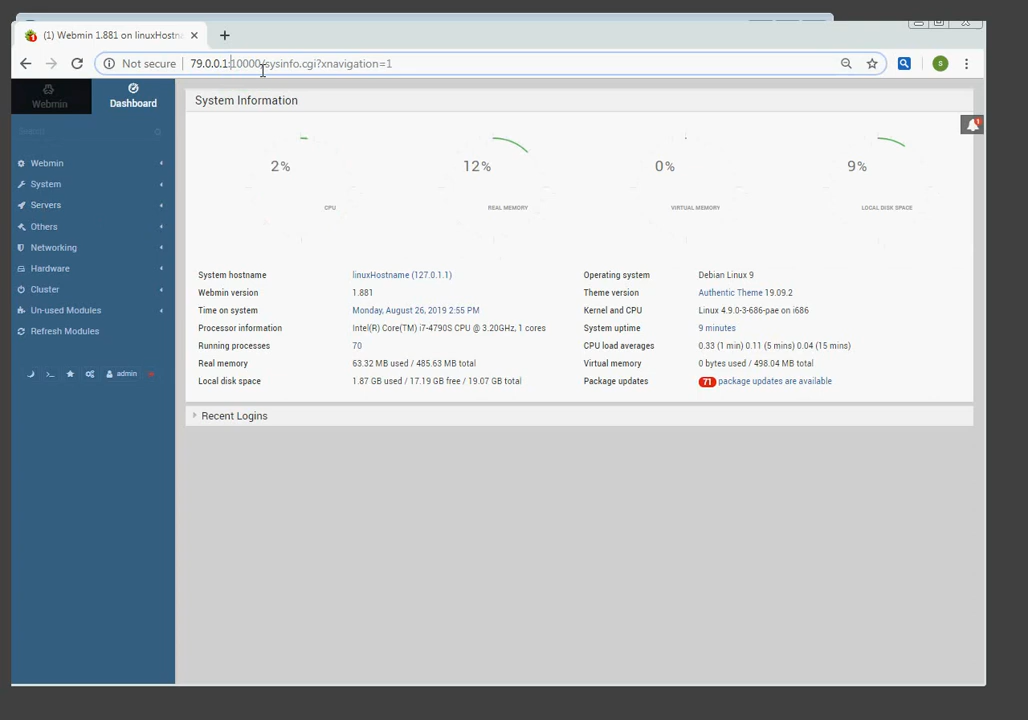 (1) Webmin 1.881 on linuxHostn
Not secure | 79.0.0.1:10000/sysinfo.cgi?xnavigation=1
S
Webmin
Dashboard
Search
Webmin
System
Servers
Others
Networking
Hardware
Cluster
Un-used Modules
Refresh Modules
admin
System Information
1
2%
12%
0%
9%
CPU
REAL MEMORY
VIRTUAL MEMORY
LOCAL DISK SPACE
System hostname linuxHostname (127.0.1.1) Operating system Debian Linux 9
Webmin version 1.881 Theme version Authentic Theme 19.09.2
Time on system Monday, August 26, 2019 2:55 PM Kernel and CPU Linux 4.9.0-3-686-pae on i686
Processor information Intel(R) Core(TM) i7-4790S CPU @ 3.20GHz, 1 cores System uptime 9 minutes
Running processes 70 CPU load averages 0.33 (1 min) 0.11 (5 mins) 0.04 (15 mins)
Real memory 63.32 MB used / 485.63 MB total Virtual memory 0 bytes used / 498.04 MB total
Local disk space 1.87 GB used / 17.19 GB free / 19.07 GB total Package updates 71 package updates are available
Recent Logins